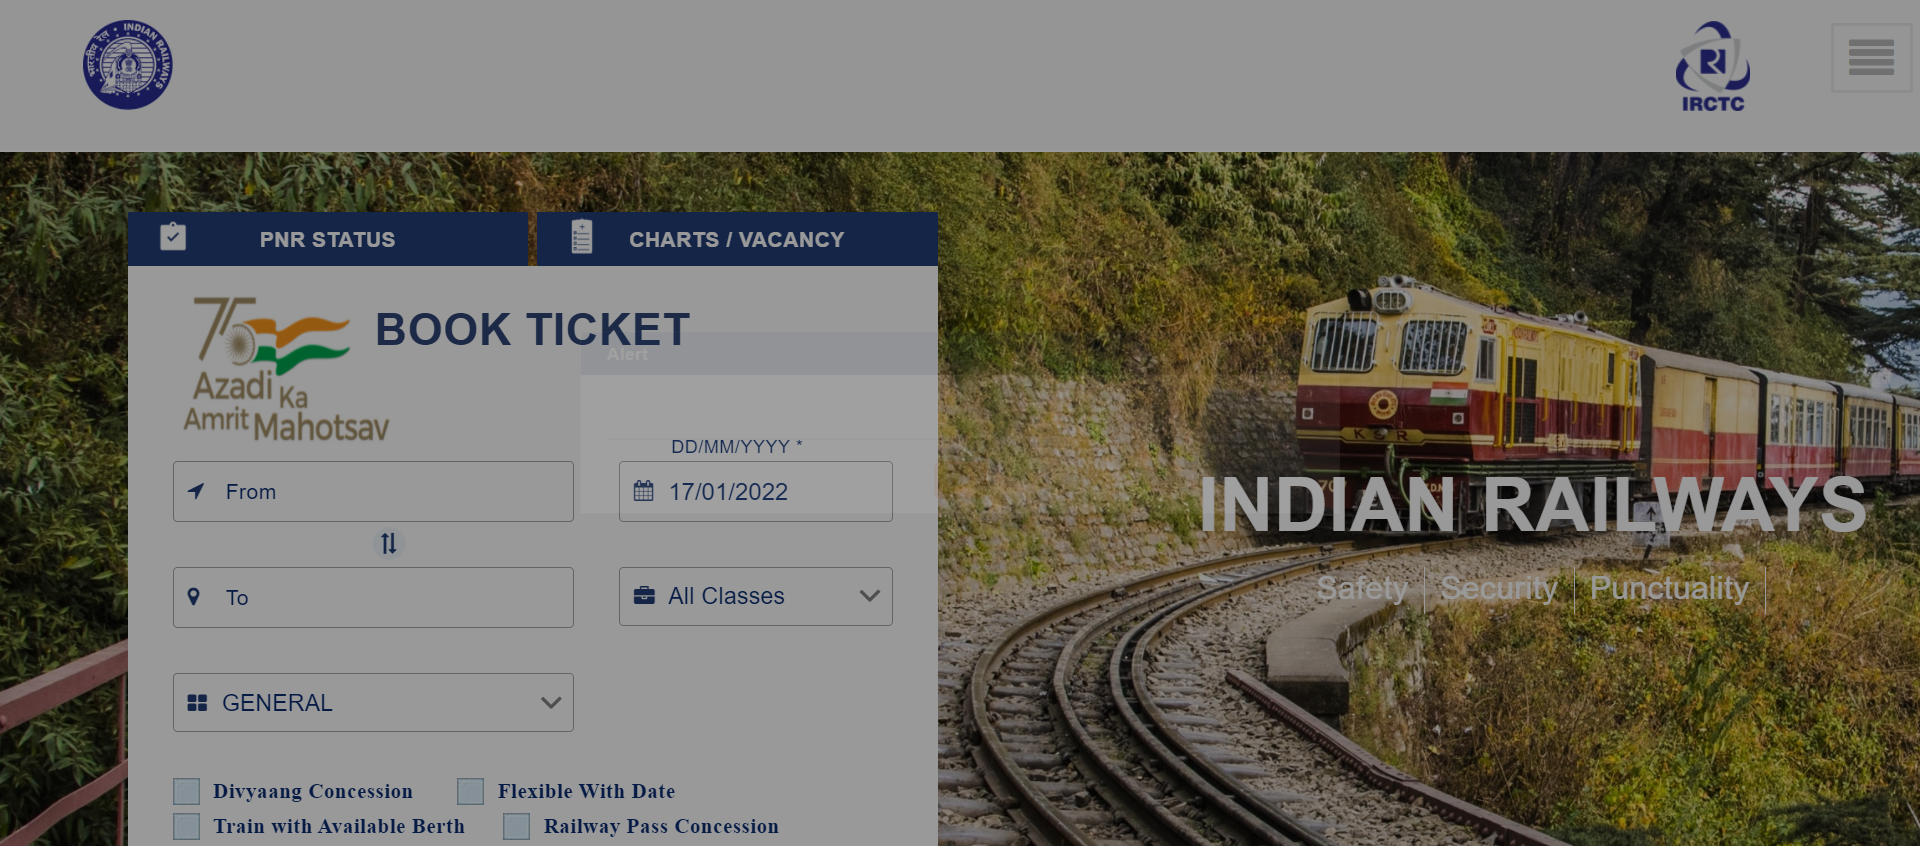 भारतीय रेल • INDIAN RAILWAYS
IRCTC
PNR STATUS
CHARTS / VACANCY
75
Azadi Ka
Amrit Mahotsav
BOOK TICKET
Alert
DD/MM/YYYY *
From
17/01/2022
To
All Classes
GENERAL
Divyaang Concession
Flexible With Date
Train with Available Berth
Railway Pass Concession
K S R
INDIAN RAILWAYS
Safety
Security
Punctuality